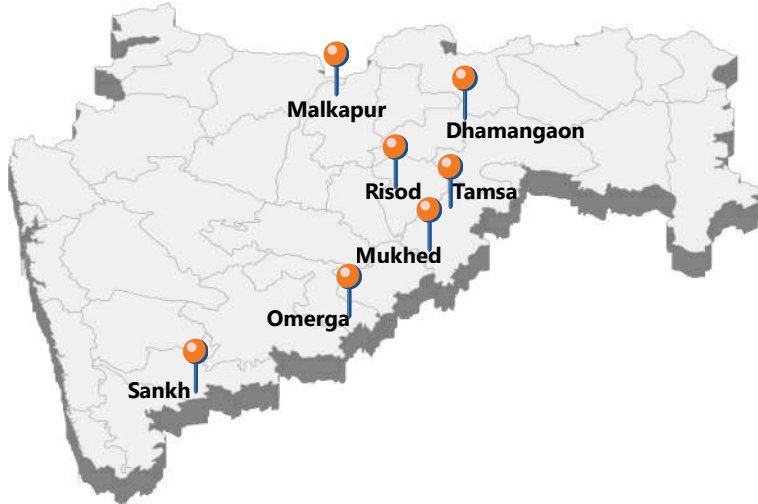 Malkapur
Dhamangaon
Risod
Tamsa
Mukhed
Omerga
Sankh